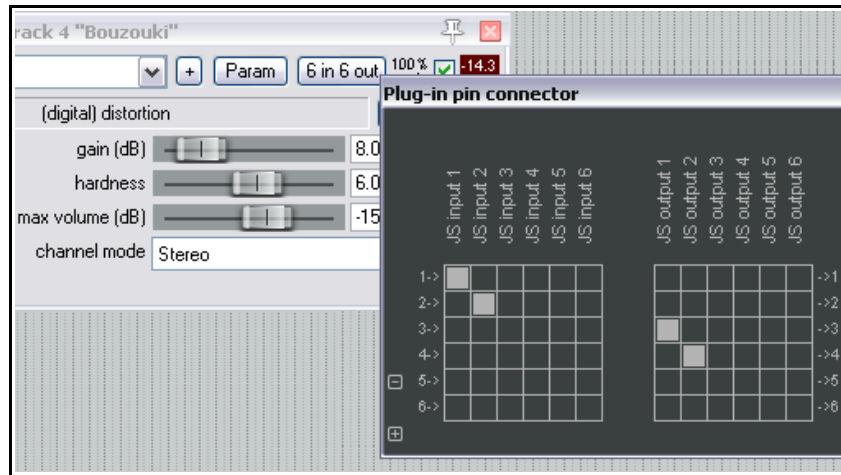 rack 4 "Bouzouki"
+ Param 6 in 6 out 100% -14.3
Plug-in pin connector
(digital) distortion
gain (dB) 8.0
hardness 6.0
max volume (dB) -15
channel mode Stereo
JS input 1 JS input 2 JS input 3 JS input 4 JS input 5 JS input 6
JS output 1 JS output 2 JS output 3 JS output 4 JS output 5 JS output 6
1-> ->1
2-> ->2
3-> ->3
4-> ->4
5-> ->5
6-> ->6